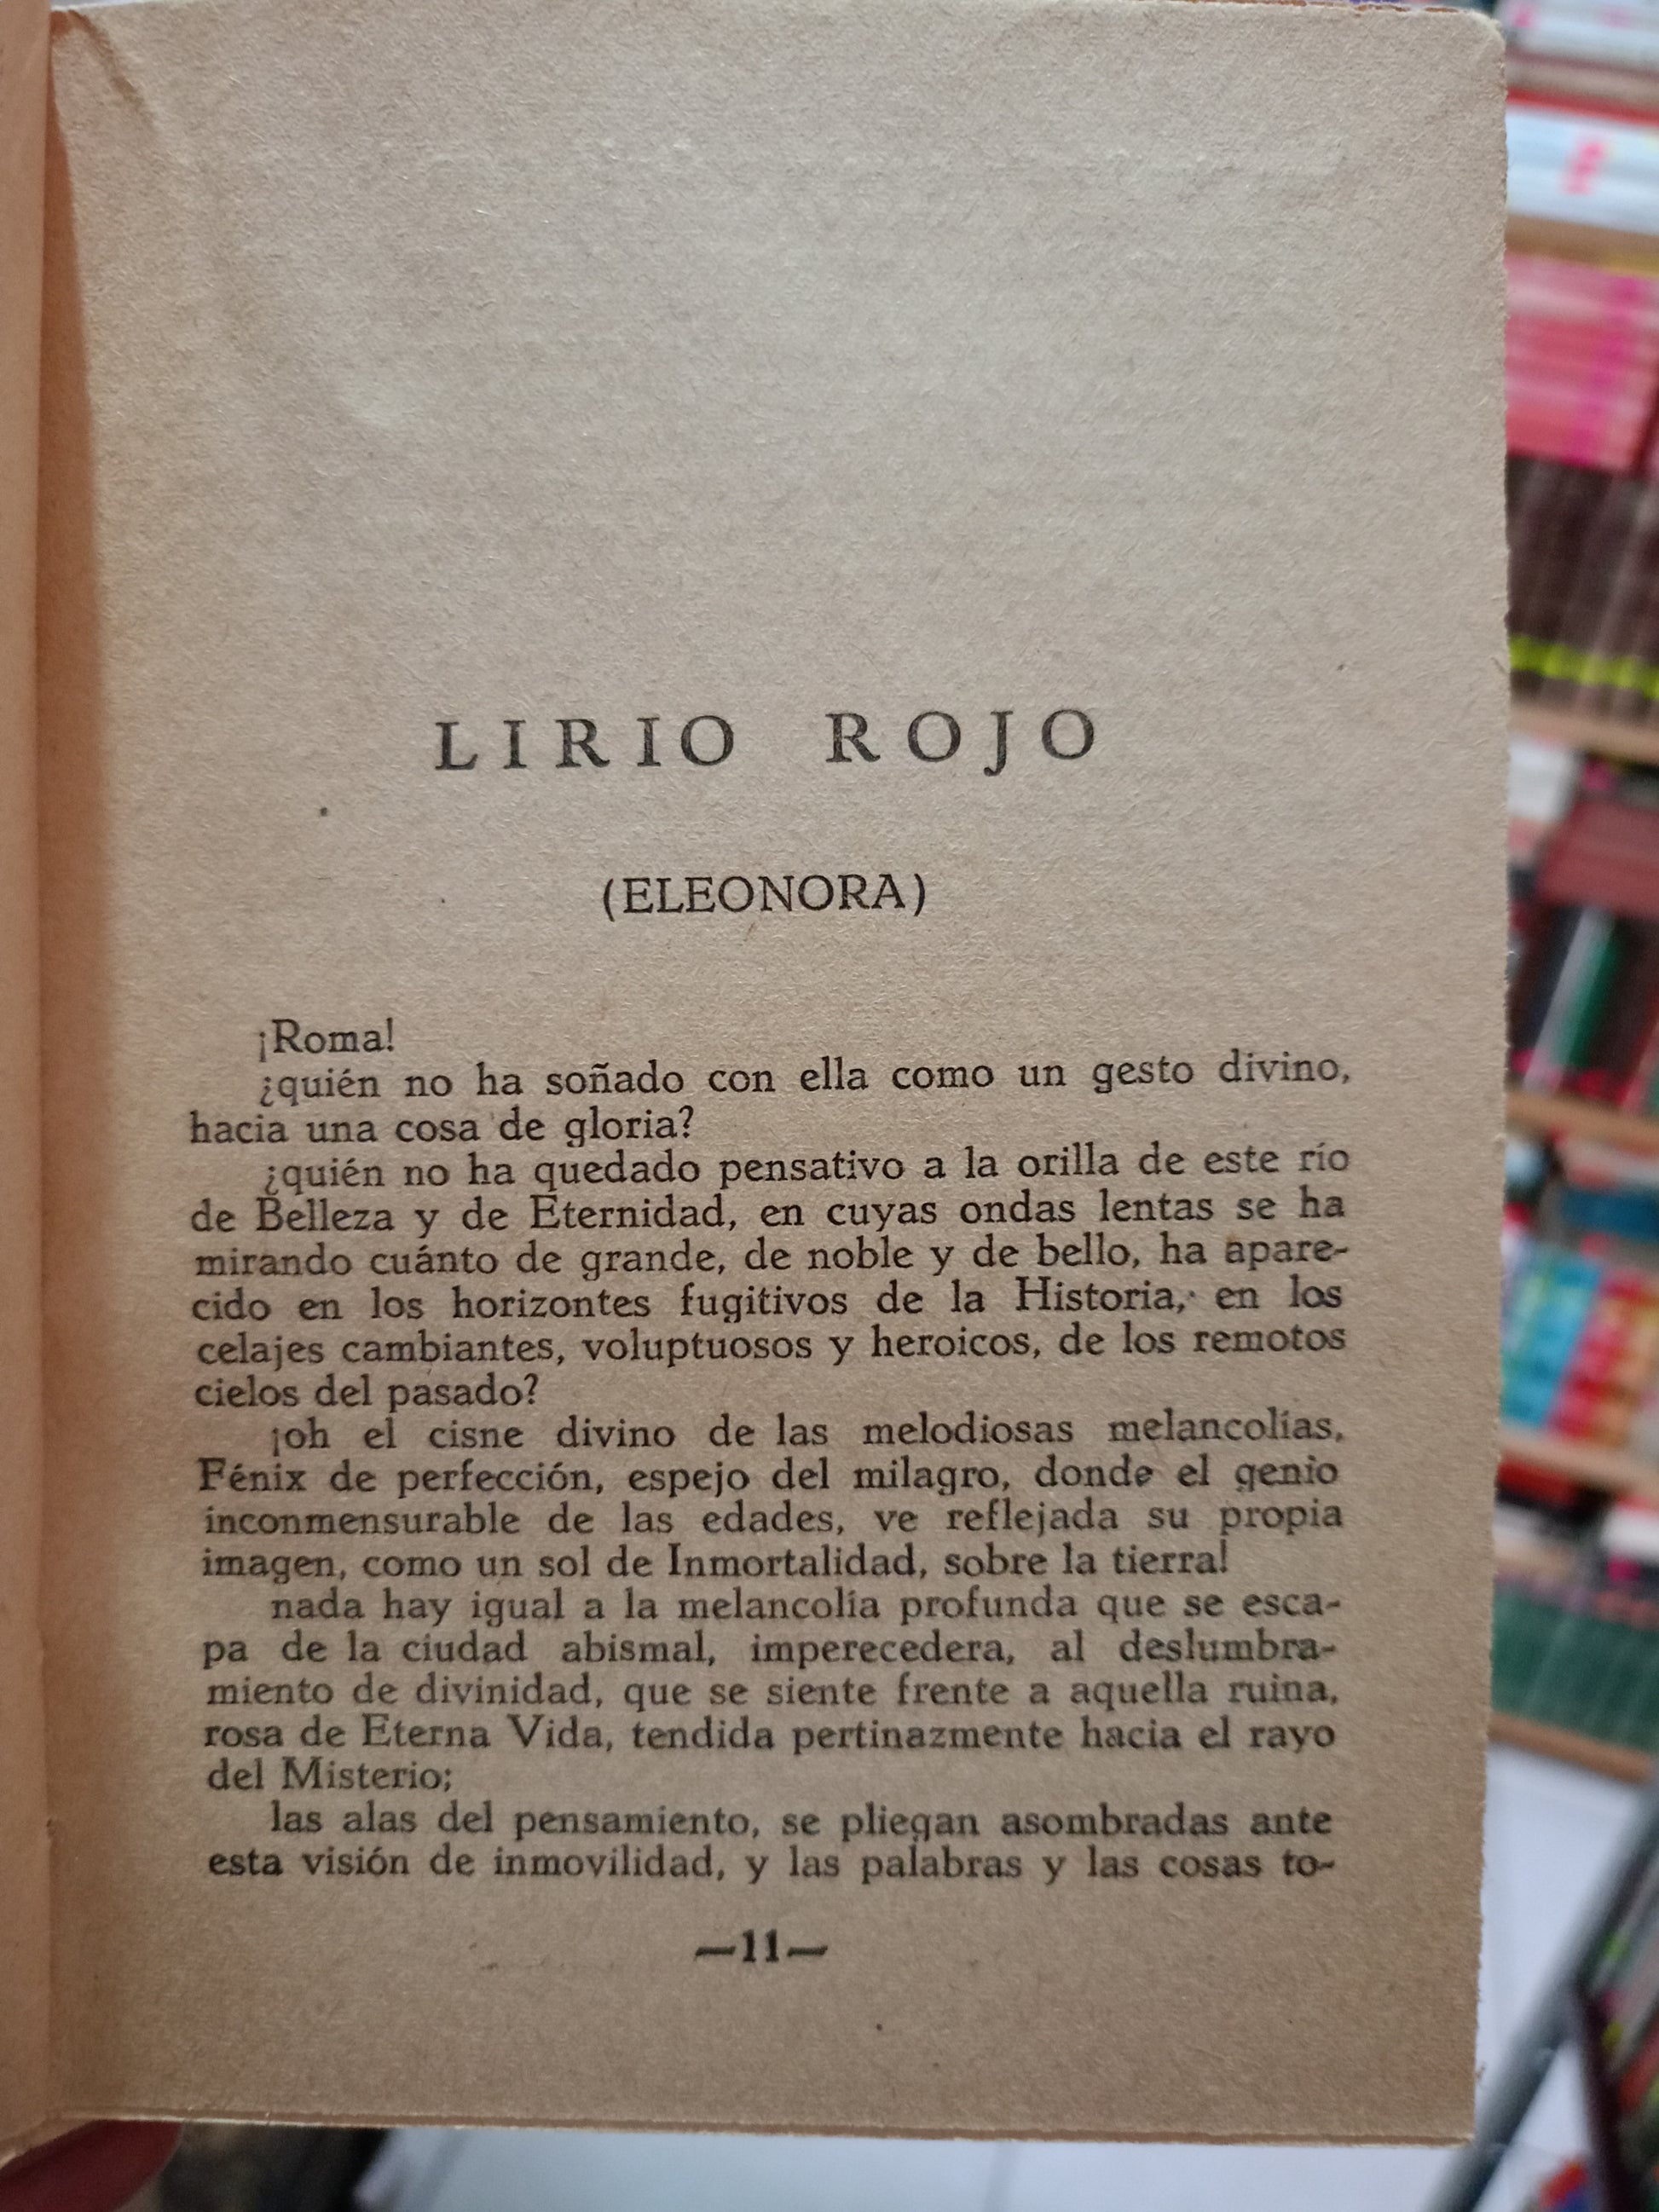 LIRIO ROJO
(ELEONORA)
¡Roma!
¿quién no ha soñado con ella como un gesto divino,
hacia una cosa de gloria?
¿quién no ha quedado pensativo a la orilla de este río
de Belleza y de Eternidad, en cuyas ondas lentas se ha
mirando cuánto de grande, de noble y de bello, ha apare-
cido en los horizontes fugitivos de la Historia, en los
celajes cambiantes, voluptuosos y heroicos, de los remotos
cielos del pasado?
¡oh el cisne divino de las melodiosas melancolías,
Fénix de perfección, espejo del milagro, donde el genio
inconmensurable de las edades, ve reflejada su propia
imagen, como un sol de Inmortalidad, sobre la tierra!
nada hay igual a la melancolía profunda que se esca-
pa de la ciudad abismal, imperecedera, al deslumbra-
miento de divinidad, que se siente frente a aquella ruina,
rosa de Eterna Vida, tendida pertinazmente hacia el rayo
del Misterio;
las alas del pensamiento, se pliegan asombradas ante
esta visión de inmovilidad, y las palabras y las cosas to-
—11—